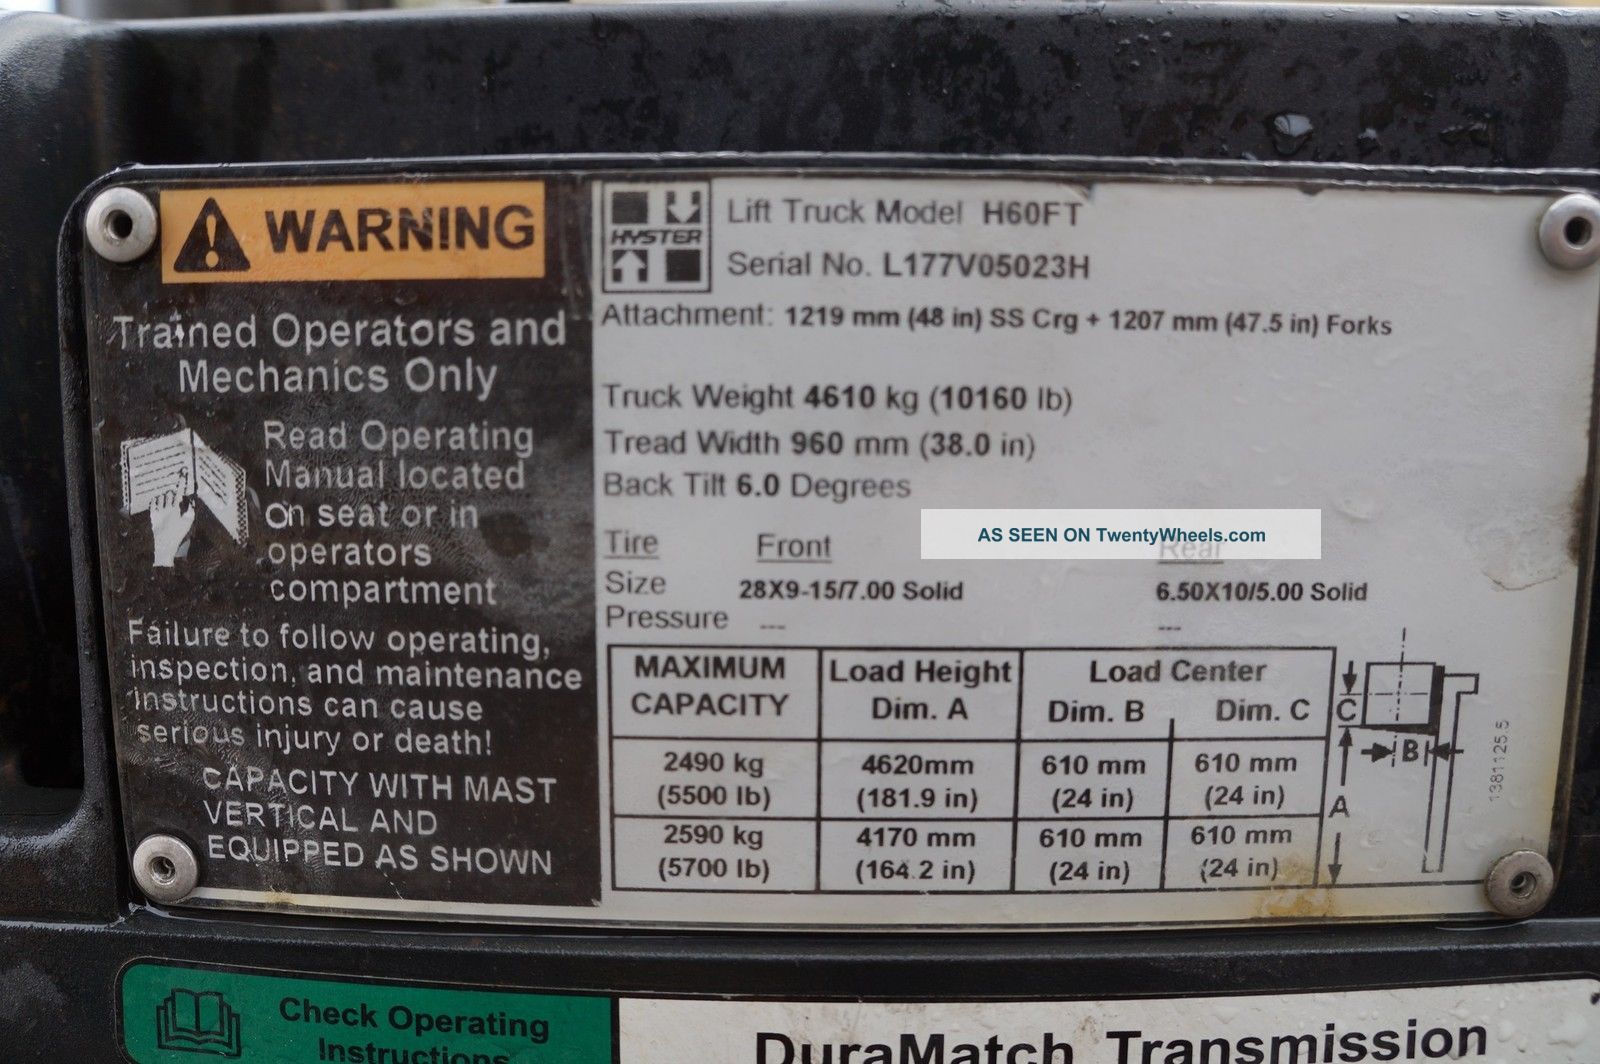 WARNING
Trained Operators and
Mechanics Only
Read Operating
Manual located
On seat or in
operators
compartment
Failure to follow operating,
inspection, and maintenance
instructions can cause
serious injury or death!
CAPACITY WITH MAST
VERTICAL AND
EQUIPPED AS SHOWN
HYSTER
Lift Truck Model H60FT
Serial No. L177V05023H
Attachment: 1219 mm (48 in) SS Crg + 1207 mm (47.5 in) Forks
Truck Weight 4610 kg (10160 lb)
Tread Width 960 mm (38.0 in)
Back Tilt 6.0 Degrees
AS SEEN ON TwentyWheels.com
Tire Front Rear
Size 28X9-15/7.00 Solid 6.50X10/5.00 Solid
Pressure --- ---
MAXIMUM CAPACITY Load Height Dim. A Load Center Dim. B Dim. C
2490 kg 4620mm 610 mm 610 mm
(5500 lb) (181.9 in) (24 in) (24 in)
2590 kg 4170 mm 610 mm 610 mm
(5700 lb) (164.2 in) (24 in) (24 in)
C
B
A
1381125.5
Check Operating
Instructions
DuraMatch Transmission